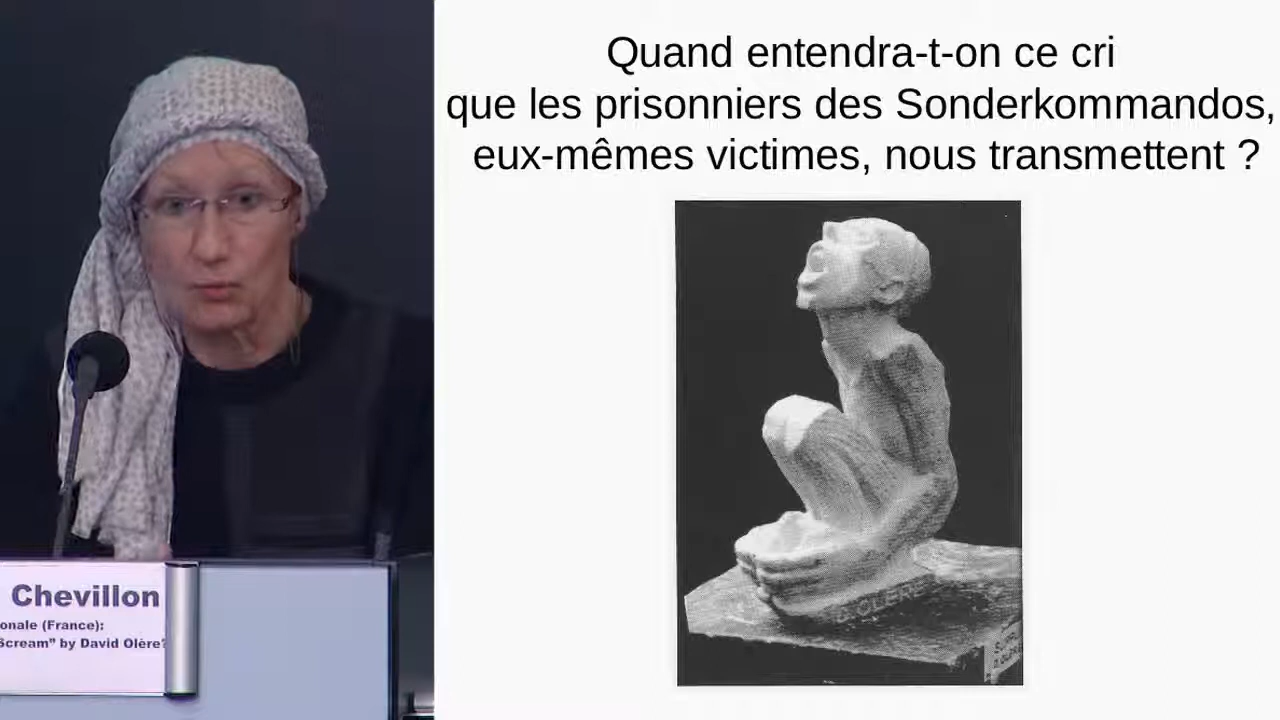 Quand entendra-t-on ce cri
que les prisonniers des Sonderkommandos,
eux-mêmes victimes, nous transmettent ?
Chevillon
onale (France):
Scream" by David Olère?
OLÈRE